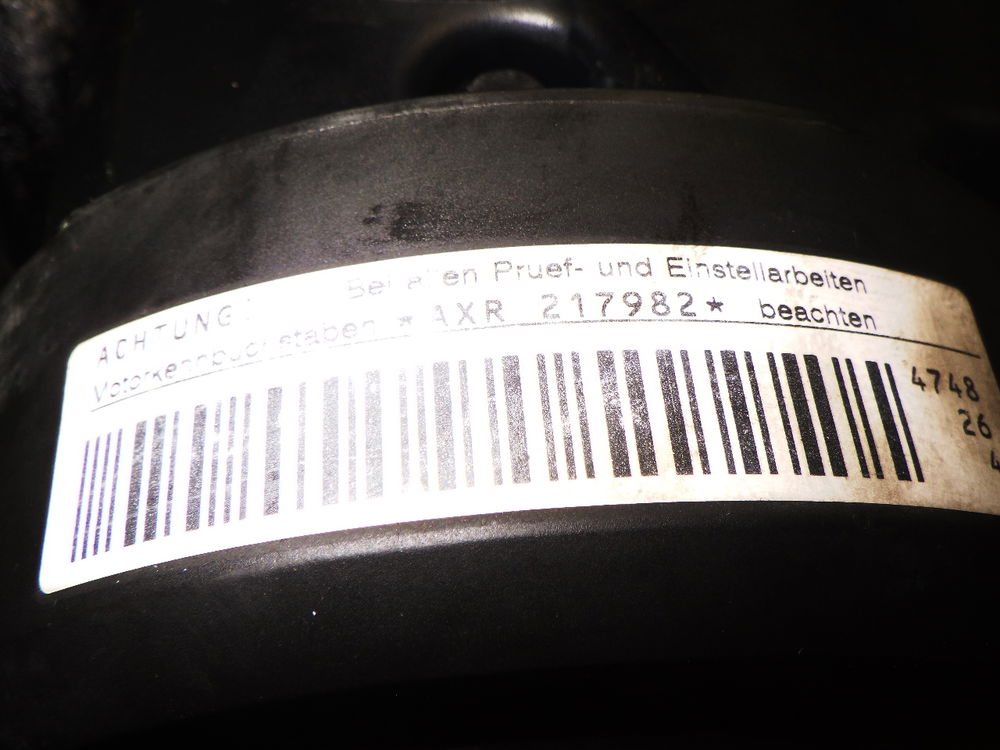 ACHTUNG! Bei allen Pruef- und Einstellarbeiten
Motorkennbuchstaben *AXR 217982* beachten
4748
26